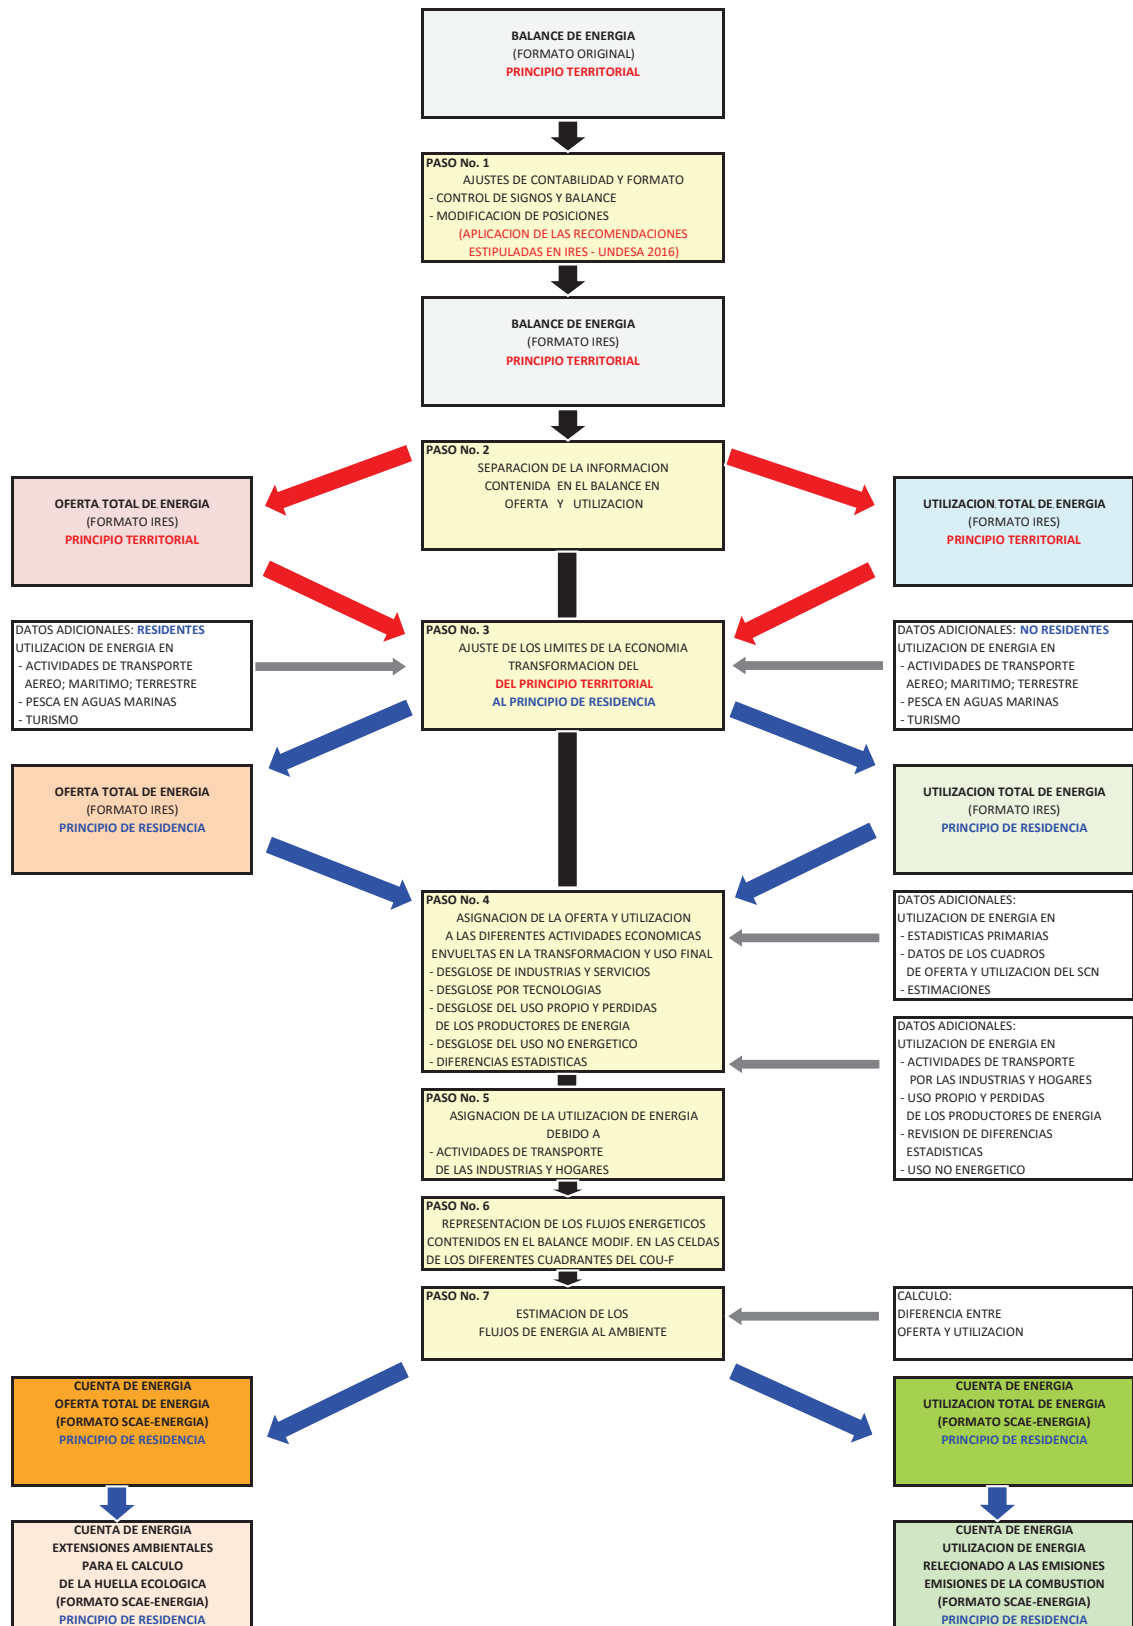 BALANCE DE ENERGIA
(FORMATO ORIGINAL)
PRINCIPIO TERRITORIAL
PASO No. 1
AJUSTES DE CONTABILIDAD Y FORMATO
- CONTROL DE SIGNOS Y BALANCE
- MODIFICACION DE POSICIONES
(APLICACION DE LAS RECOMENDACIONES
ESTIPULADAS EN IRES - UNDESA 2016)
BALANCE DE ENERGIA
(FORMATO IRES)
PRINCIPIO TERRITORIAL
PASO No. 2
SEPARACION DE LA INFORMACION
CONTENIDA EN EL BALANCE EN
OFERTA Y UTILIZACION
OFERTA TOTAL DE ENERGIA
(FORMATO IRES)
PRINCIPIO TERRITORIAL
UTILIZACION TOTAL DE ENERGIA
(FORMATO IRES)
PRINCIPIO TERRITORIAL
DATOS ADICIONALES: RESIDENTES
UTILIZACION DE ENERGIA EN
- ACTIVIDADES DE TRANSPORTE
AEREO; MARITIMO; TERRESTRE
- PESCA EN AGUAS MARINAS
- TURISMO
PASO No. 3
AJUSTE DE LOS LIMITES DE LA ECONOMIA
TRANSFORMACION DEL
DEL PRINCIPIO TERRITORIAL
AL PRINCIPIO DE RESIDENCIA
DATOS ADICIONALES: NO RESIDENTES
UTILIZACION DE ENERGIA EN
- ACTIVIDADES DE TRANSPORTE
AEREO; MARITIMO; TERRESTRE
- PESCA EN AGUAS MARINAS
- TURISMO
OFERTA TOTAL DE ENERGIA
(FORMATO IRES)
PRINCIPIO DE RESIDENCIA
UTILIZACION TOTAL DE ENERGIA
(FORMATO IRES)
PRINCIPIO DE RESIDENCIA
PASO No. 4
ASIGNACION DE LA OFERTA Y UTILIZACION
A LAS DIFERENTES ACTIVIDADES ECONOMICAS
ENVUELTAS EN LA TRANSFORMACION Y USO FINAL
- DESGLOSE DE INDUSTRIAS Y SERVICIOS
- DESGLOSE POR TECNOLOGIAS
- DESGLOSE DEL USO PROPIO Y PERDIDAS
DE LOS PRODUCTORES DE ENERGIA
- DESGLOSE DEL USO NO ENERGETICO
- DIFERENCIAS ESTADISTICAS
DATOS ADICIONALES:
UTILIZACION DE ENERGIA EN
- ESTADISTICAS PRIMARIAS
- DATOS DE LOS CUADROS
DE OFERTA Y UTILIZACION DEL SCN
- ESTIMACIONES
DATOS ADICIONALES:
UTILIZACION DE ENERGIA EN
- ACTIVIDADES DE TRANSPORTE
POR LAS INDUSTRIAS Y HOGARES
- USO PROPIO Y PERDIDAS
DE LOS PRODUCTORES DE ENERGIA
- REVISION DE DIFERENCIAS
ESTADISTICAS
- USO NO ENERGETICO
PASO No. 5
ASIGNACION DE LA UTILIZACION DE ENERGIA
DEBIDO A
- ACTIVIDADES DE TRANSPORTE
DE LAS INDUSTRIAS Y HOGARES
PASO No. 6
REPRESENTACION DE LOS FLUJOS ENERGETICOS
CONTENIDOS EN EL BALANCE MODIF. EN LAS CELDAS
DE LOS DIFERENTES CUADRANTES DEL COU-F
PASO No. 7
ESTIMACION DE LOS
FLUJOS DE ENERGIA AL AMBIENTE
CALCULO:
DIFERENCIA ENTRE
OFERTA Y UTILIZACION
CUENTA DE ENERGIA
OFERTA TOTAL DE ENERGIA
(FORMATO SCAE-ENERGIA)
PRINCIPIO DE RESIDENCIA
CUENTA DE ENERGIA
UTILIZACION TOTAL DE ENERGIA
(FORMATO SCAE-ENERGIA)
PRINCIPIO DE RESIDENCIA
CUENTA DE ENERGIA
EXTENSIONES AMBIENTALES
PARA EL CALCULO
DE LA HUELLA ECOLOGICA
(FORMATO SCAE-ENERGIA)
PRINCIPIO DE RESIDENCIA
CUENTA DE ENERGIA
UTILIZACION DE ENERGIA
RELECIONADO A LAS EMISIONES
EMISIONES DE LA COMBUSTION
(FORMATO SCAE-ENERGIA)
PRINCIPIO DE RESIDENCIA